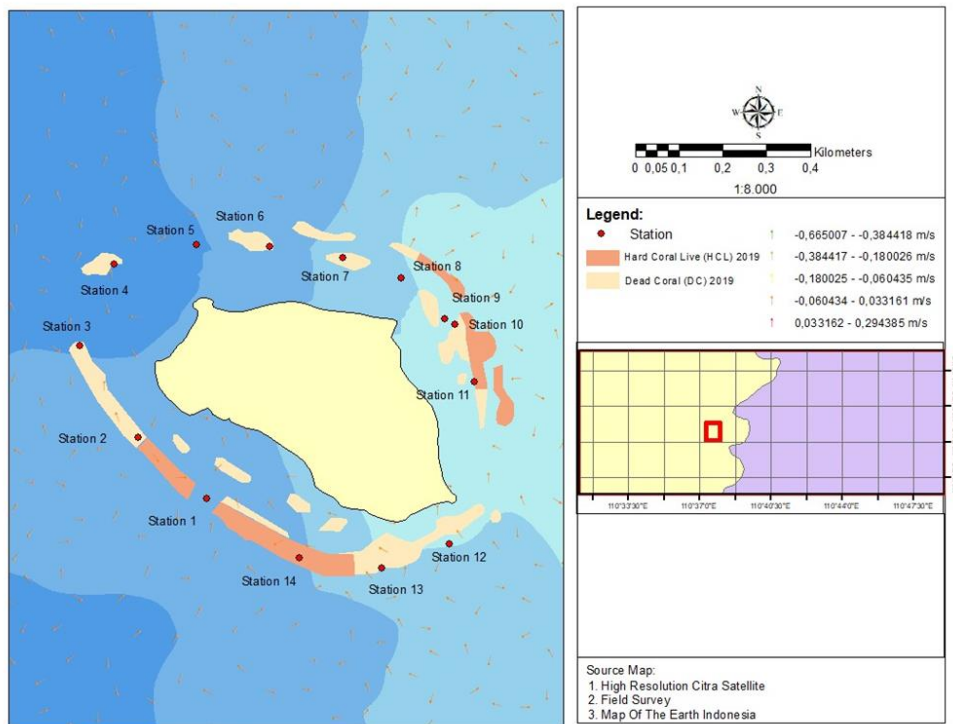 Station 6
Station 5
Station 8
Station 7
Station 4
Station 9
Station 3
Station 10
Station 11
Station 2
Station 1
Station 12
Station 14
Station 13
N
W E
S
Kilometers
0 0,05 0,1 0,2 0,3 0,4
1:8.000
Legend:
Station
Hard Coral Live (HCL) 2019
Dead Coral (DC) 2019
-0,665007 - -0,384418 m/s
-0,384417 - -0,180026 m/s
-0,180025 - -0,060435 m/s
-0,060434 - 0,033161 m/s
0,033162 - 0,294385 m/s
110°33'30"E 110°37'0"E 110°40'30"E 110°44'0"E 110°47'30"E
Source Map:
1. High Resolution Citra Satellite
2. Field Survey
3. Map Of The Earth Indonesia